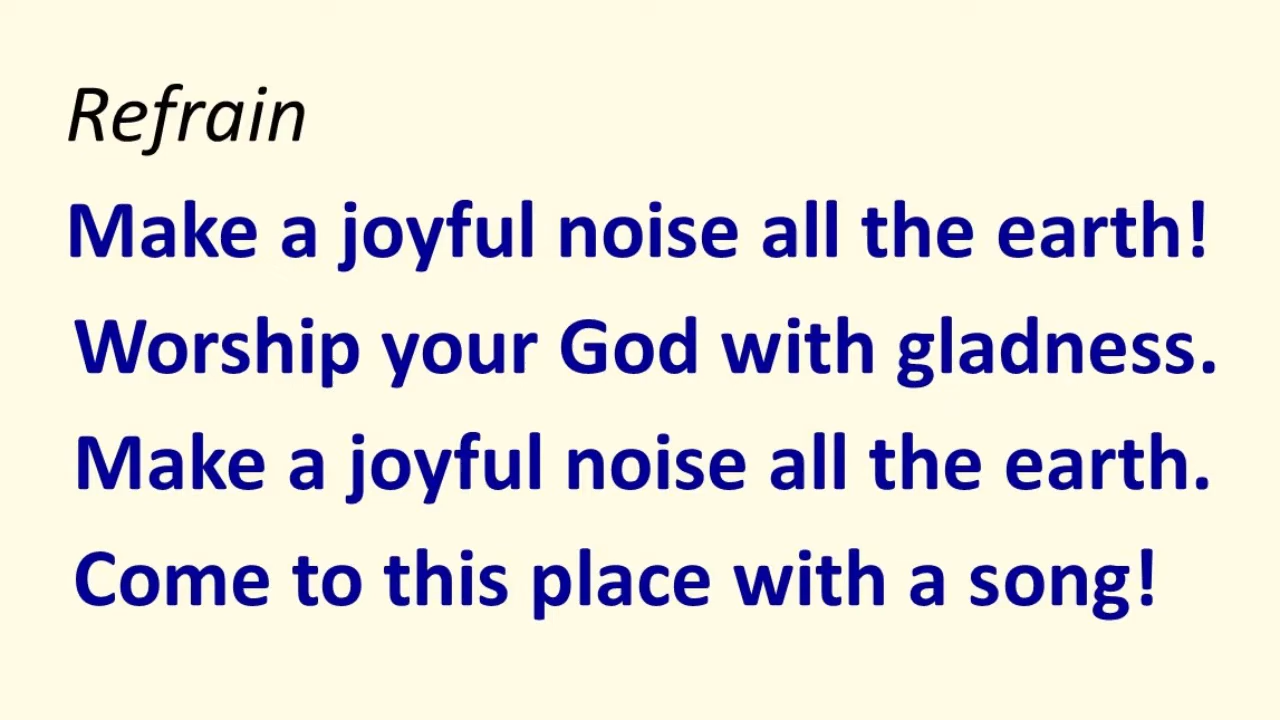 Refrain
Make a joyful noise all the earth!
Worship your God with gladness.
Make a joyful noise all the earth.
Come to this place with a song!